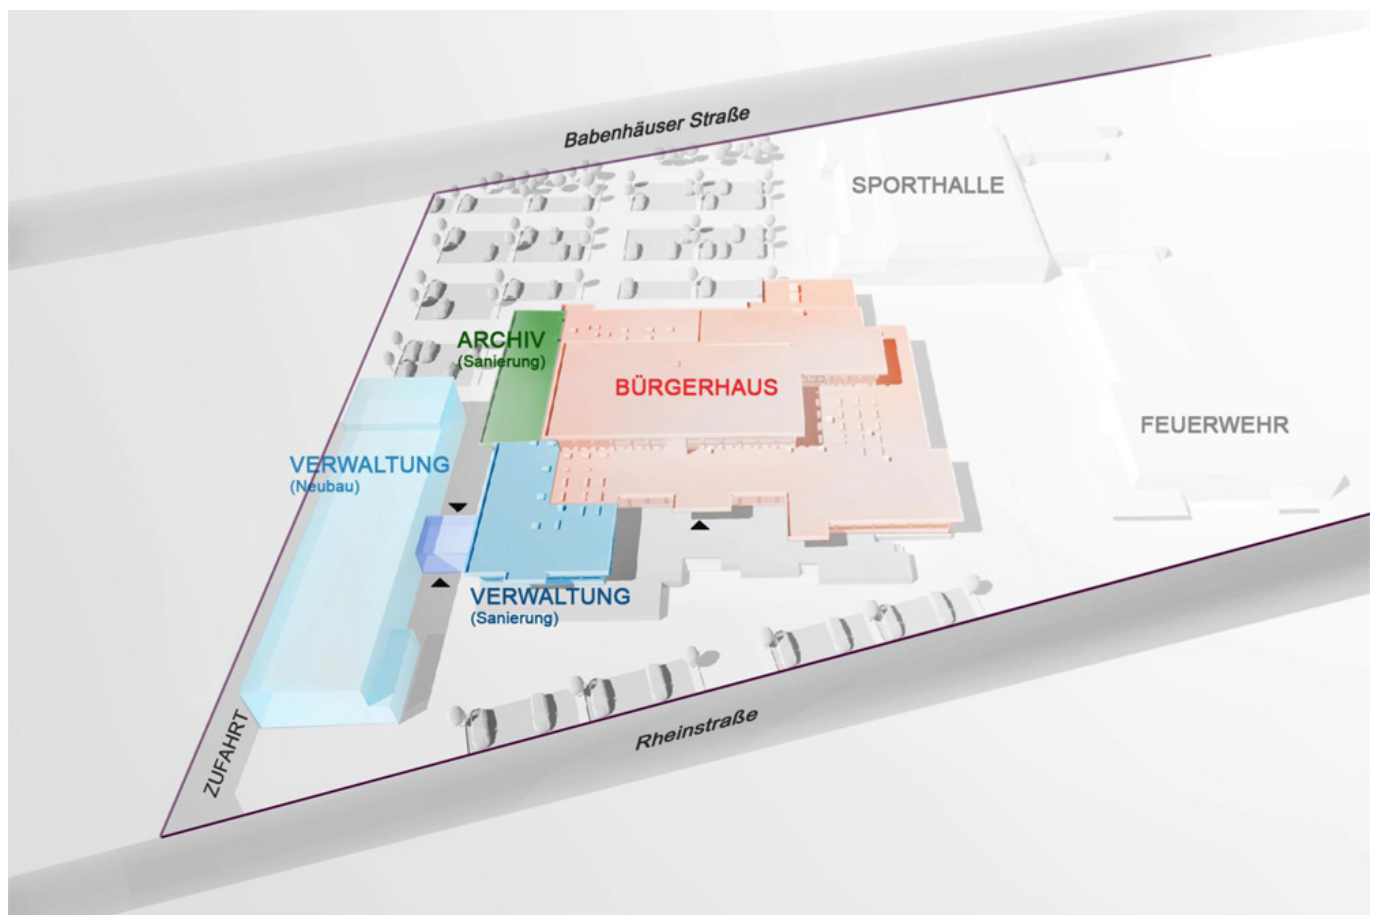 Babenhäuser Straße
SPORTHALLE
ARCHIV
(Sanierung)
BÜRGERHAUS
FEUERWEHR
VERWALTUNG
(Neubau)
VERWALTUNG
(Sanierung)
ZUFAHRT
Rheinstraße